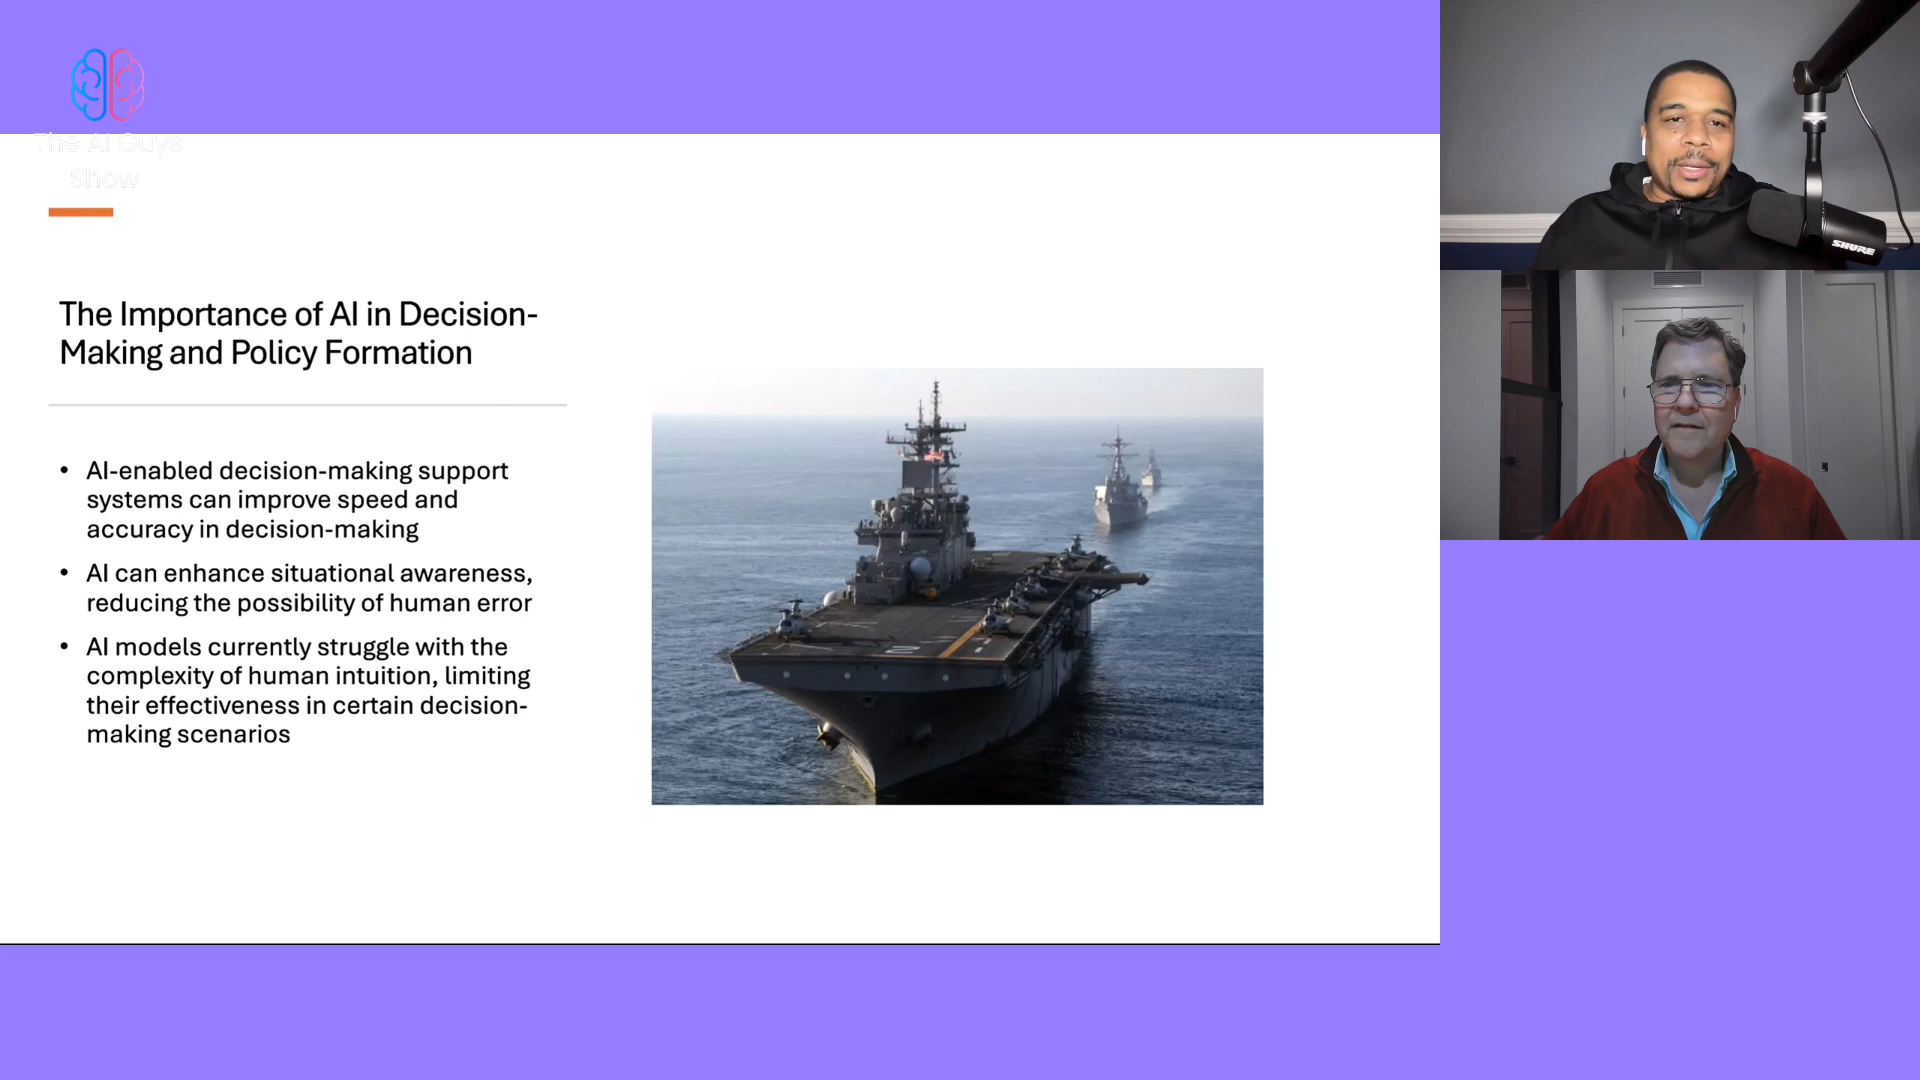 The AI Guys
Show
The Importance of AI in Decision-
Making and Policy Formation
• AI-enabled decision-making support
systems can improve speed and
accuracy in decision-making
• AI can enhance situational awareness,
reducing the possibility of human error
• AI models currently struggle with the
complexity of human intuition, limiting
their effectiveness in certain decision-
making scenarios
SHURE